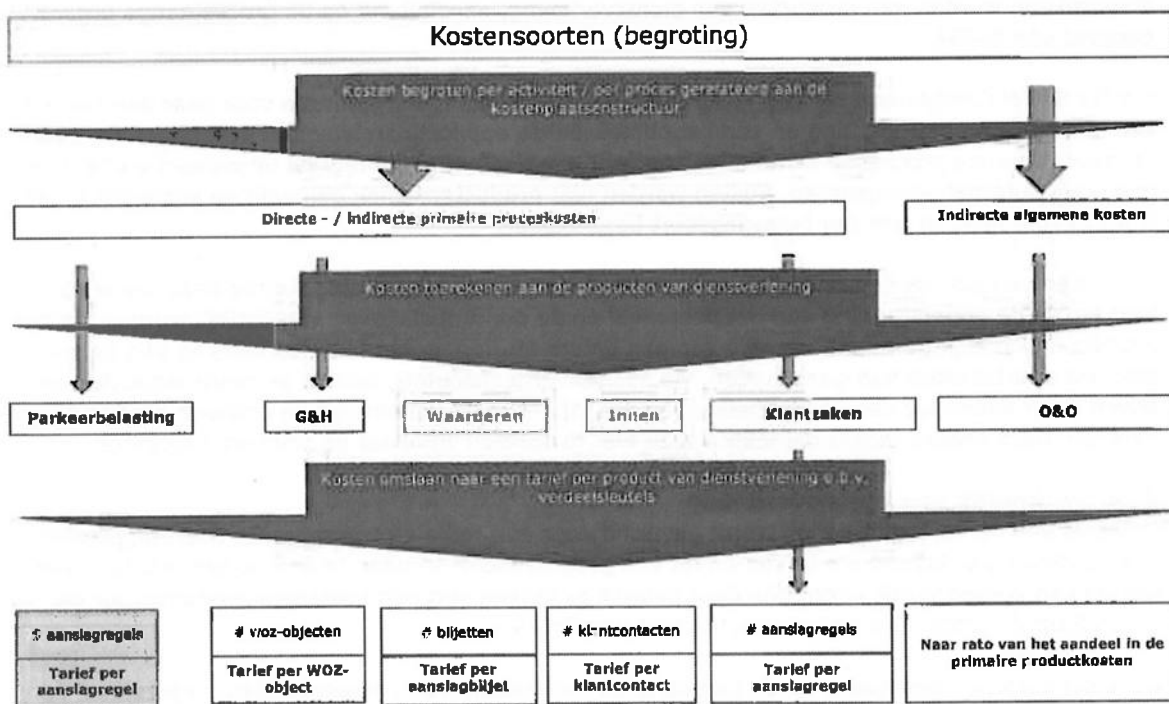 Kostensoorten (begroting)
Kosten begroten per activiteit / per proces gerelateerd aan de
kostenplaatsenstructuur
Directe - / Indirecte primaire proceskosten
Indirecte algemene kosten
Kosten toerekenen aan de producten van dienstverlening
Parkeerbelasting
G&H
Waarderen
Innen
Klantzaken
O&O
Kosten omslaan naar een tarief per product van dienstverlening o.b.v.
verdeelsleutels
# aanslagregels
# woz-objecten
# biljetten
# klantcontacten
# aanslagregels
Naar rato van het aandeel in de
primaire productkosten
Tarief per
aanslagregel
Tarief per WOZ-
object
Tarief per
aanslagbiljet
Tarief per
klantcontact
Tarief per
aanslagregel